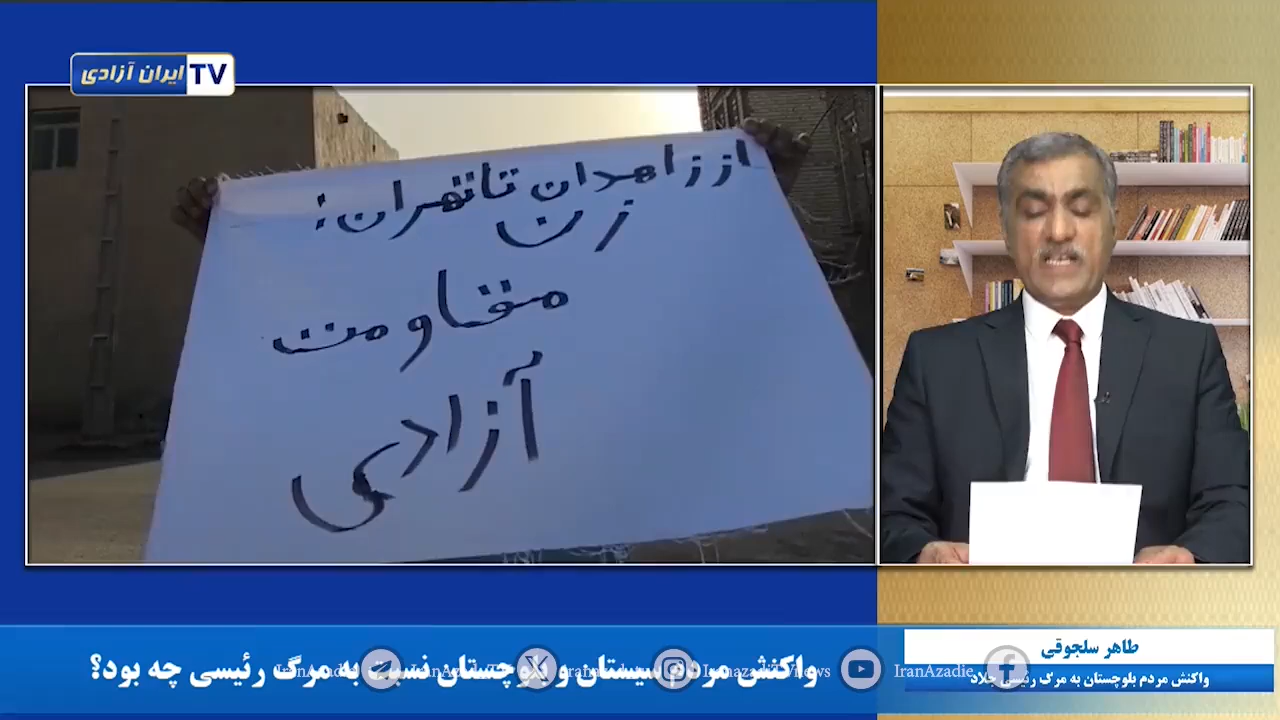 ایران آزادی TV
از زاهدان تا تهران:
زن
مقاومت
آزادی
طاهر سلجوقی
واکنش مردم بلوچستان به مرگ رئیسی جلاد
واکنش مردم سیستان و بلوچستان نسبت به مرگ رئیسی چه بود؟
IranAzadie